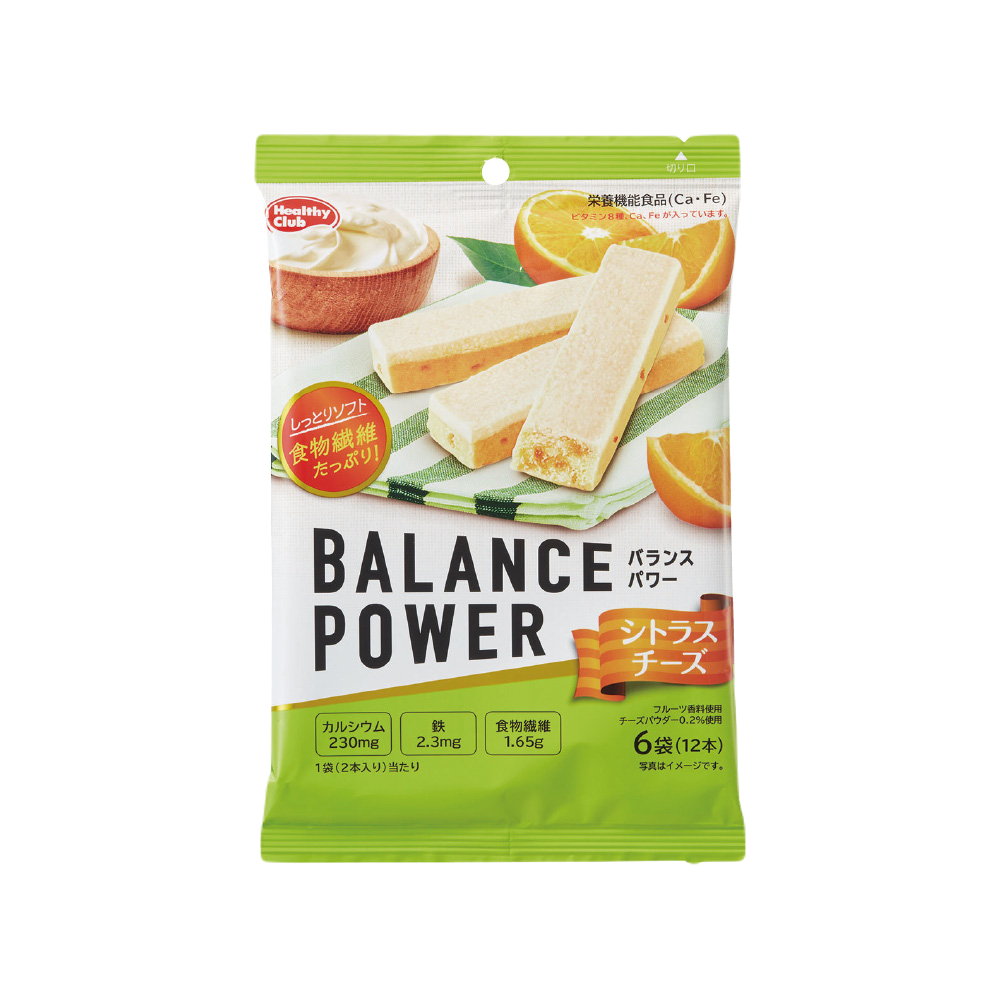 切り口
Healthy
Club
栄養機能食品(Ca・Fe)
ビタミン8種、Ca、Feが入っています。
しっとりソフト
食物繊維
たっぷり!
BALANCE
POWER
バランス
パワー
シトラス
チーズ
フルーツ香料使用
チーズパウダー0.2%使用
カルシウム
230mg
鉄
2.3mg
食物繊維
1.65g
1袋(2本入り)当たり
6袋(12本)
写真はイメージです。